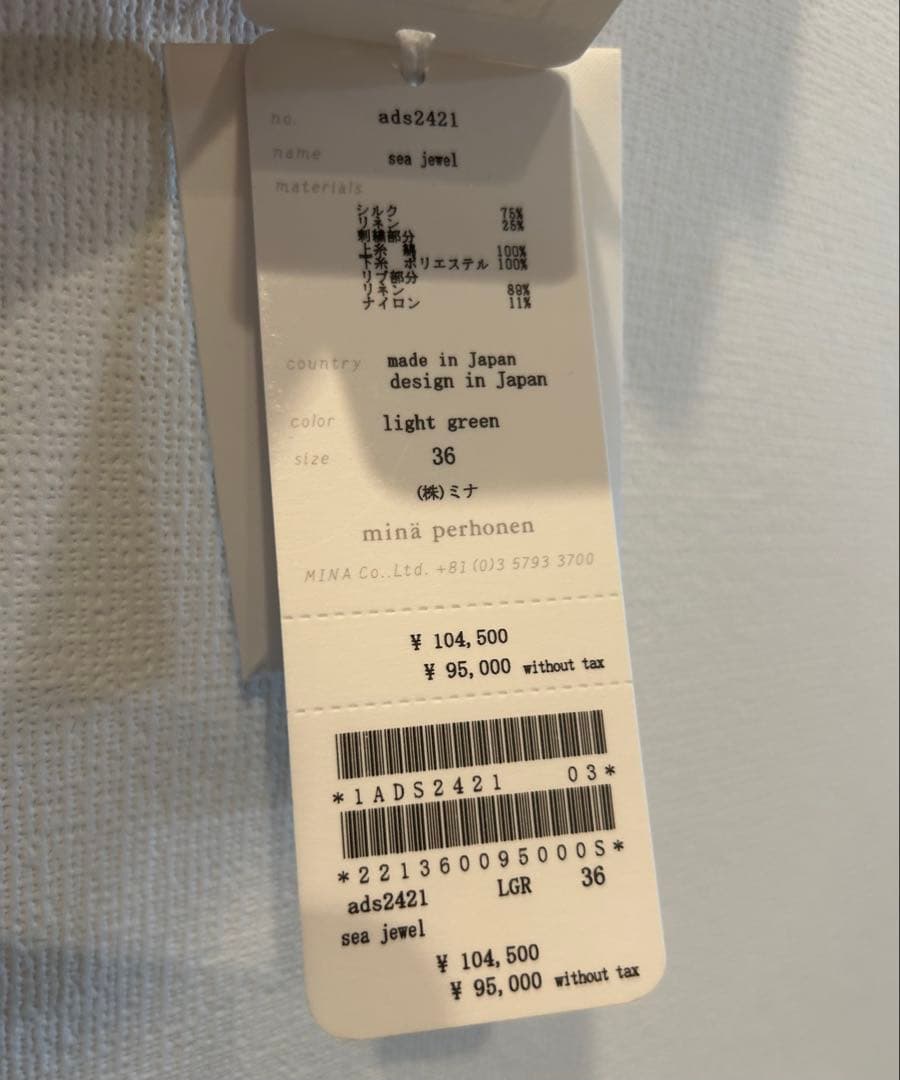 no. ads2421
name sea jewel
materials
シルク 75%
リネン 25%
刺繍部分
上糸 綿 100%
下糸 ポリエステル 100%
リブ部分
リネン 89%
ナイロン 11%
country made in Japan
design in Japan
color light green
size 36
(株)ミナ
minä perhonen
MINA Co.,Ltd. +81 (0)3 5793 3700
¥ 104,500
¥ 95,000 without tax
*1ADS2421 03*
*221360095000S*
ads2421 LGR 36
sea jewel
¥ 104,500
¥ 95,000 without tax